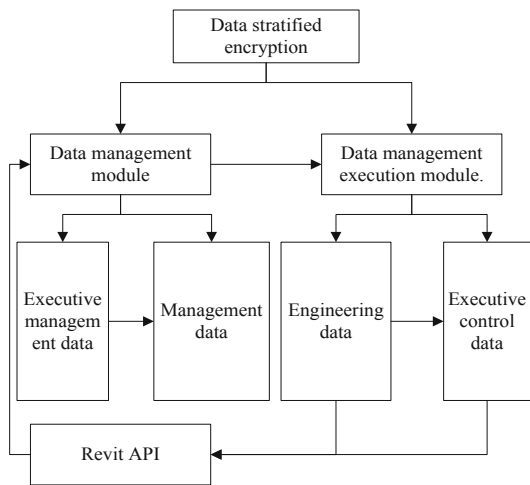 Data stratified
encryption
Data management
module
Data management
execution module.
Executive
managem
ent data
Management
data
Engineering
data
Executive
control
data
Revit API